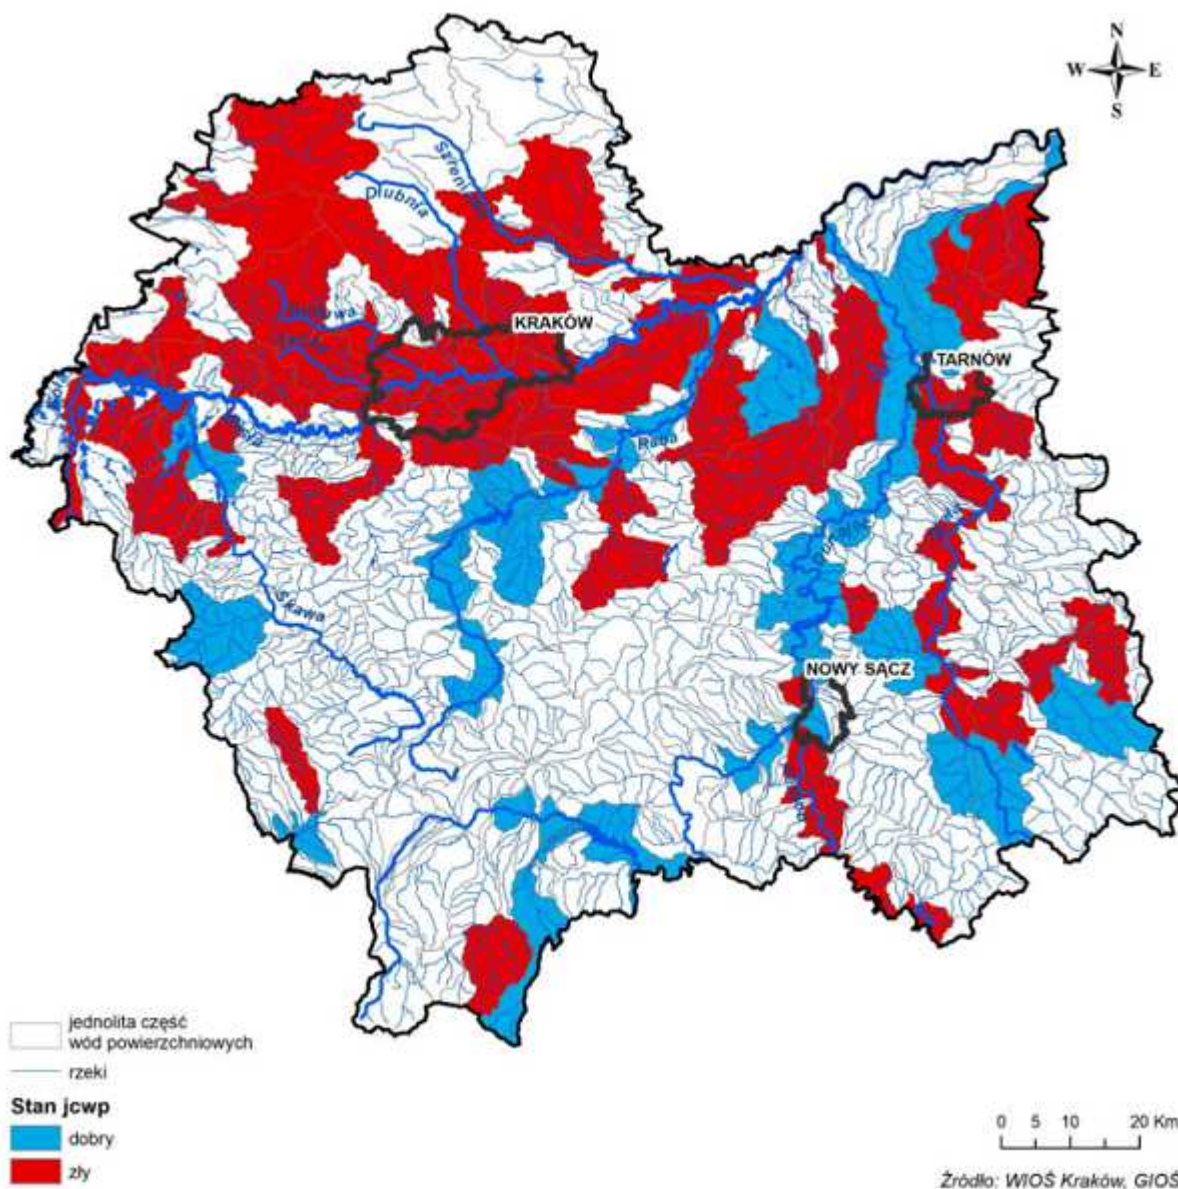 N
W E
S
Szreniawa
Dłubnia
Rudawa
KRAKÓW
TARNÓW
Raba
Skawa
NOWY SĄCZ
jednolita część
wód powierzchniowych
rzeki
Stan jcwp
dobry
zły
0 5 10 20 Km
Źródło: WIOŚ Kraków, GIOŚ